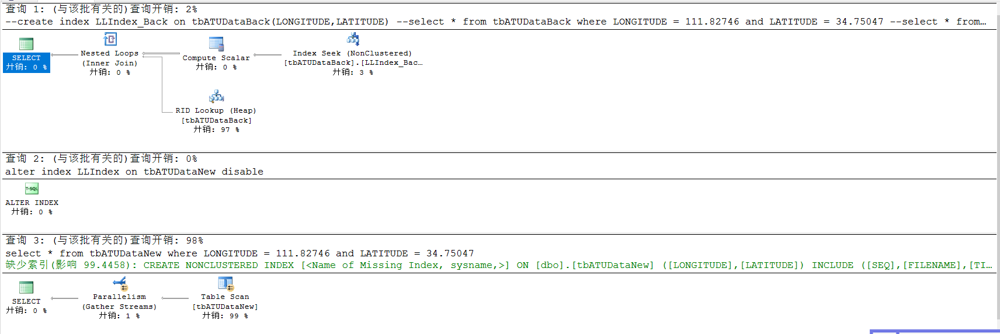 查询 1: (与该批有关的)查询开销: 2%
--create index LLIndex_Back on tbATUDataBack(LONGITUDE,LATITUDE) --select * from tbATUDataBack where LONGITUDE = 111.82746 and LATITUDE = 34.75047 --select * from…
SELECT
开销: 0 %
Nested Loops
(Inner Join)
开销: 0 %
Compute Scalar
开销: 0 %
Index Seek (NonClustered)
[tbATUDataBack].[LLIndex_Bac…
开销: 3 %
RID Lookup (Heap)
[tbATUDataBack]
开销: 97 %
查询 2: (与该批有关的)查询开销: 0%
alter index LLIndex on tbATUDataNew disable
T-SQL
ALTER INDEX
开销: 0 %
查询 3: (与该批有关的)查询开销: 98%
select * from tbATUDataNew where LONGITUDE = 111.82746 and LATITUDE = 34.75047
缺少索引(影响 99.4458): CREATE NONCLUSTERED INDEX [<Name of Missing Index, sysname,>] ON [dbo].[tbATUDataNew] ([LONGITUDE],[LATITUDE]) INCLUDE ([SEQ],[FILENAME],[TI…
SELECT
开销: 0 %
Parallelism
(Gather Streams)
开销: 1 %
Table Scan
[tbATUDataNew]
开销: 99 %